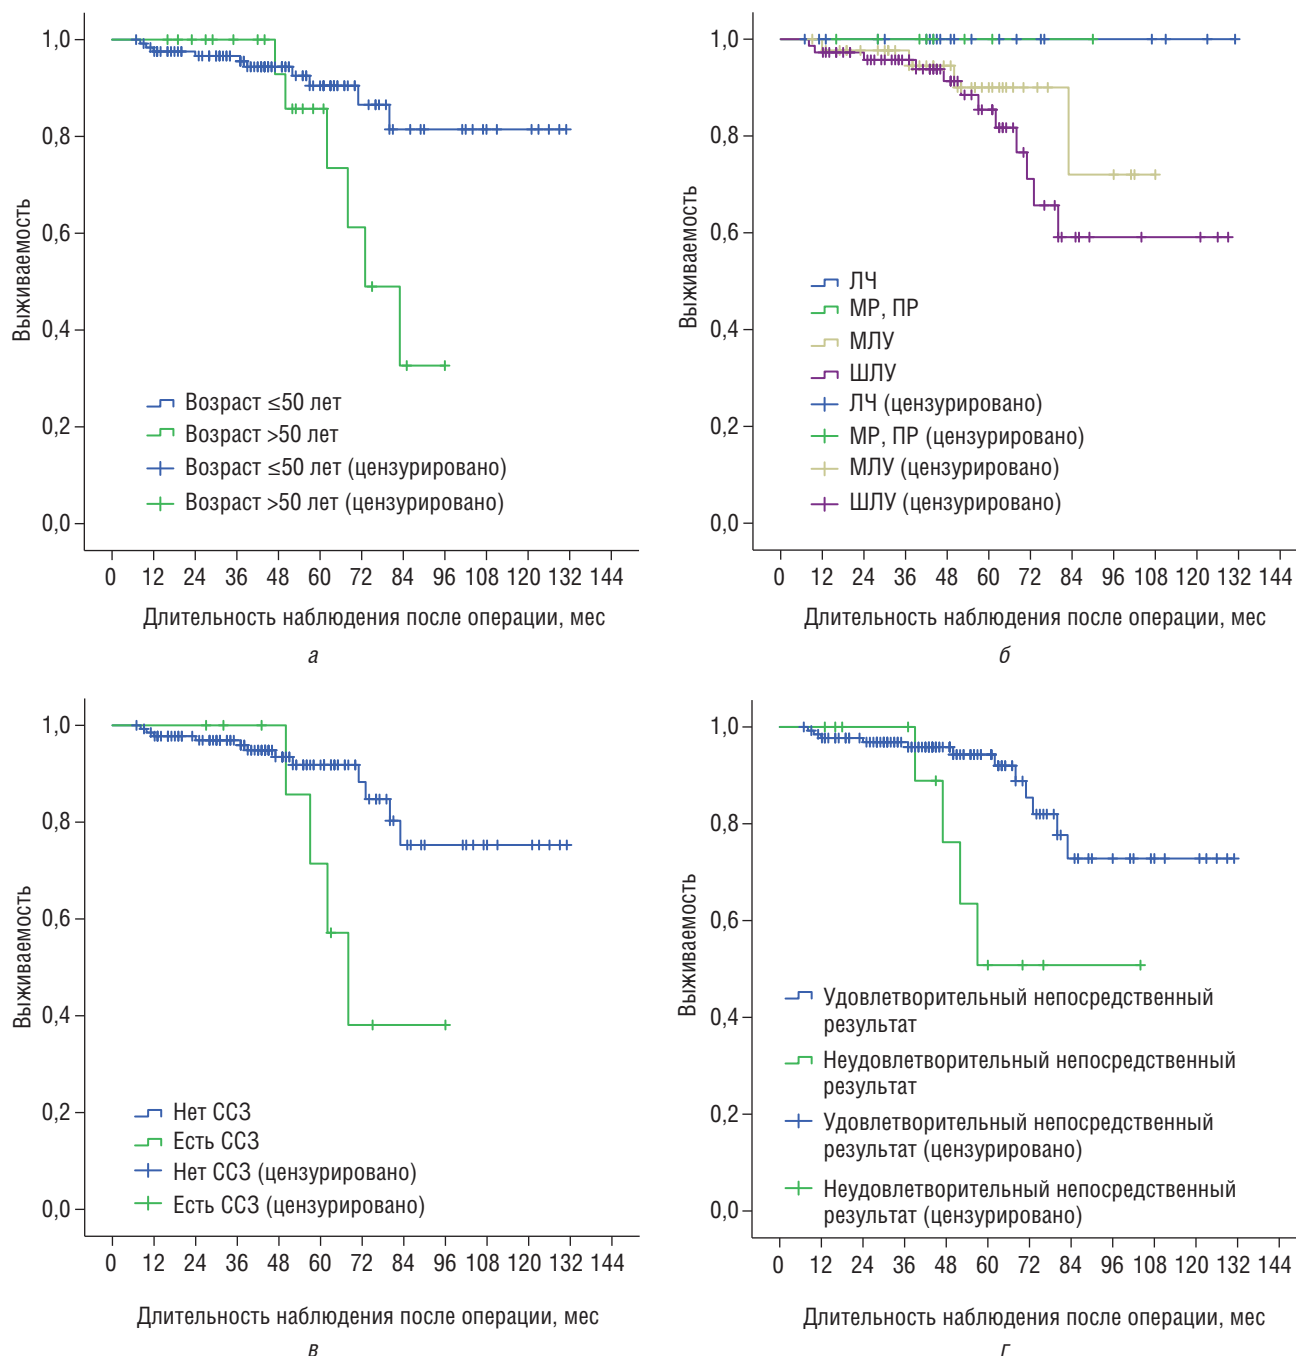 1,0
0,8
0,6
0,4
0,2
0,0
Выживаемость
Возраст ≤50 лет
Возраст >50 лет
Возраст ≤50 лет (цензурировано)
Возраст >50 лет (цензурировано)
0 12 24 36 48 60 72 84 96 108 120 132 144
Длительность наблюдения после операции, мес
а
1,0
0,8
0,6
0,4
0,2
0,0
Выживаемость
ЛЧ
МР, ПР
МЛУ
ШЛУ
ЛЧ (цензурировано)
МР, ПР (цензурировано)
МЛУ (цензурировано)
ШЛУ (цензурировано)
0 12 24 36 48 60 72 84 96 108 120 132 144
Длительность наблюдения после операции, мес
б
1,0
0,8
0,6
0,4
0,2
0,0
Выживаемость
Нет ССЗ
Есть ССЗ
Нет ССЗ (цензурировано)
Есть ССЗ (цензурировано)
0 12 24 36 48 60 72 84 96 108 120 132 144
Длительность наблюдения после операции, мес
в
1,0
0,8
0,6
0,4
0,2
0,0
Выживаемость
Удовлетворительный непосредственный
результат
Неудовлетворительный непосредственный
результат
Удовлетворительный непосредственный
результат (цензурировано)
Неудовлетворительный непосредственный
результат (цензурировано)
0 12 24 36 48 60 72 84 96 108 120 132 144
Длительность наблюдения после операции, мес
г